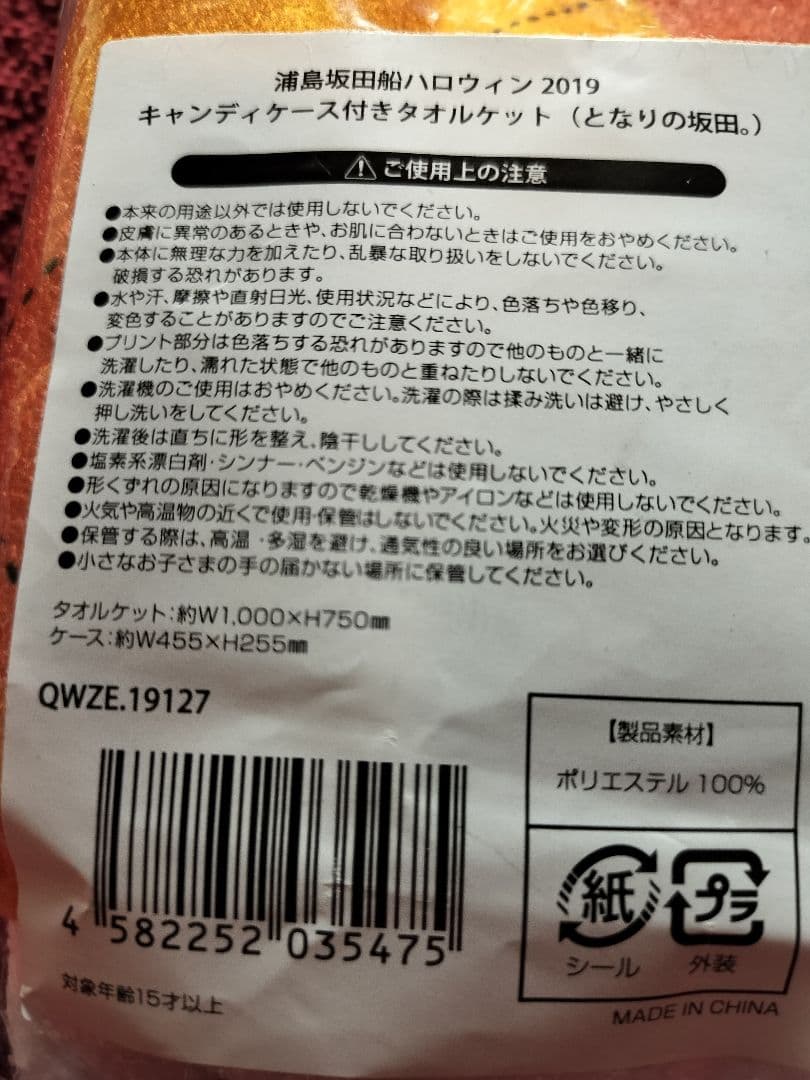 浦島坂田船ハロウィン 2019
キャンディケース付きタオルケット（となりの坂田。）
ご使用上の注意
●本来の用途以外では使用しないでください。
●皮膚に異常のあるときや、お肌に合わないときはご使用をおやめください。
●本体に無理な力を加えたり、乱暴な取り扱いをしないでください。
破損する恐れがあります。
●水や汗、摩擦や直射日光、使用状況などにより、色落ちや色移り、
変色することがありますのでご注意ください。
●プリント部分は色落ちする恐れがありますので他のものと一緒に
洗濯したり、濡れた状態で他のものと重ねたりしないでください。
●洗濯機のご使用はおやめください。洗濯の際は揉み洗いは避け、やさしく
押し洗いをしてください。
●洗濯後は直ちに形を整え、陰干ししてください。
●塩素系漂白剤・シンナー・ベンジンなどは使用しないでください。
●形くずれの原因になりますので乾燥機やアイロンなどは使用しないでください。
●火気や高温物の近くで使用・保管はしないでください。火災や変形の原因となります。
●保管する際は、高温・多湿を避け、通気性の良い場所をお選びください。
●小さなお子さまの手の届かない場所に保管してください。
タオルケット：約W1,000×H750㎜
ケース：約W455×H255㎜
QWZE.19127
【製品素材】
ポリエステル 100%
紙
プラ
シール
外装
4 582252 035475
対象年齢15才以上
MADE IN CHINA